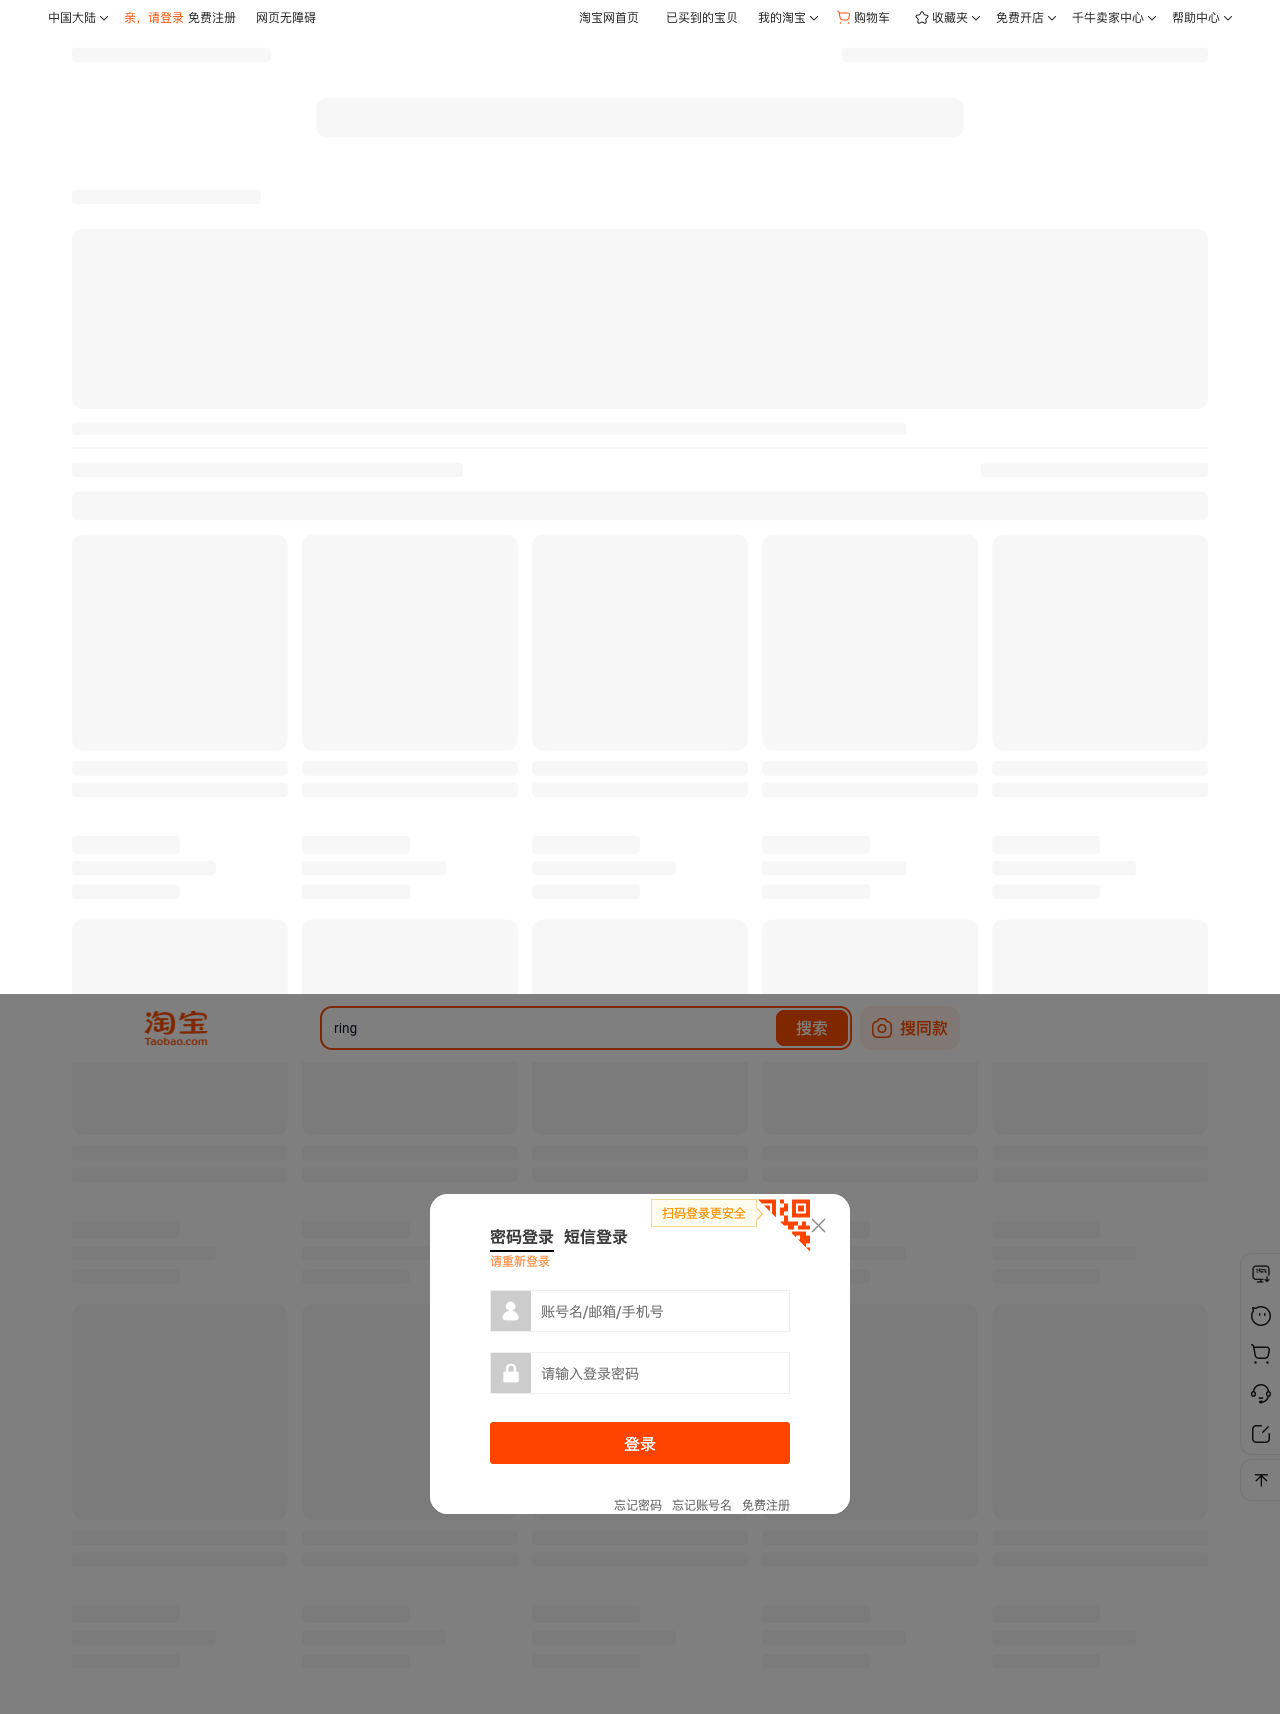 中国大陆 亲，请登录 免费注册 网页无障碍 淘宝网首页 已买到的宝贝 我的淘宝 购物车 收藏夹 免费开店 千牛卖家中心 帮助中心
淘宝
Taobao.com
ring 搜索 搜同款
扫码登录更安全
密码登录 短信登录
请重新登录
账号名/邮箱/手机号
请输入登录密码
登录
忘记密码 忘记账号名 免费注册